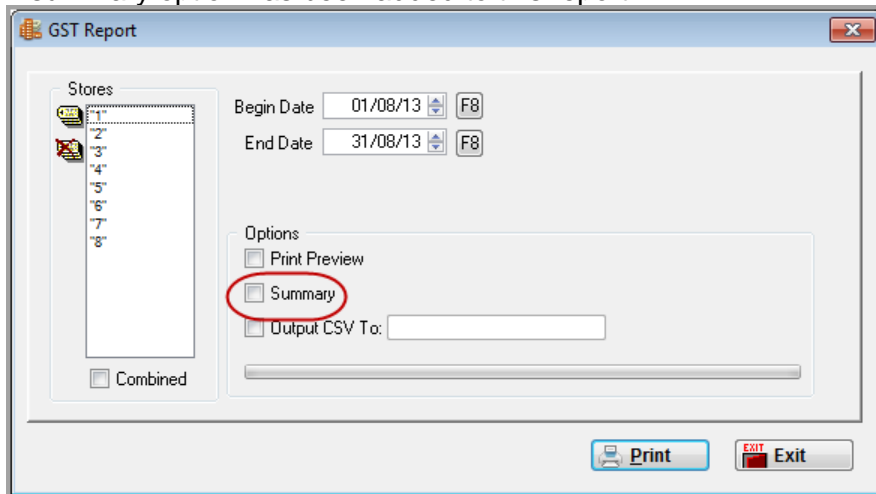 GST Report
Stores
"1"
"2"
"3"
"4"
"5"
"6"
"7"
"8"
Combined
Begin Date 01/08/13 F8
End Date 31/08/13 F8
Options
Print Preview
Summary
Output CSV To:
Print
EXIT Exit